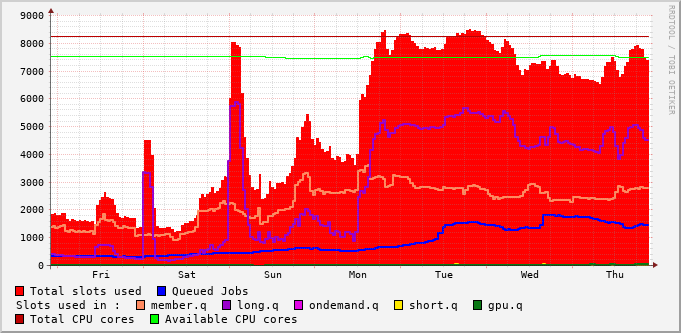 9000
8000
7000
6000
5000
4000
3000
2000
1000
0
Fri Sat Sun Mon Tue Wed Thu
RRDTOOL / TOBI OETIKER
Total slots used Queued Jobs
Slots used in : member.q long.q ondemand.q short.q gpu.q
Total CPU cores Available CPU cores